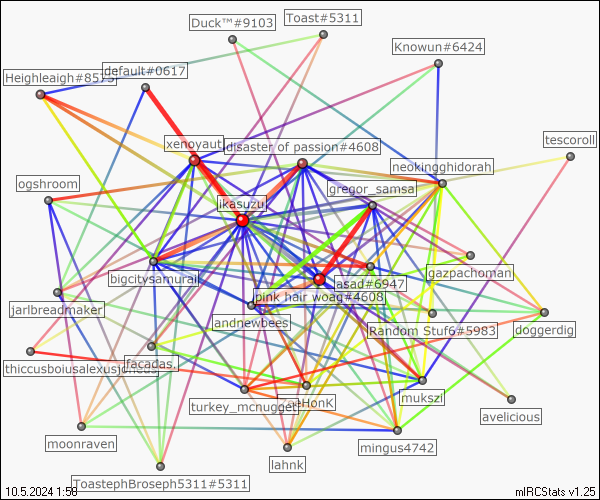 Duck™#9103
Toast#5311
Knowun#6424
Heighleaigh#8573
default#0617
xenoyaut
disaster of passion#4608
tescoroll
neokingghidorah
ogshroom
gregor_samsa
ikasuzu
bigcitysamurai
asad#6947
gazpachoman
pink hair woag#4608
jarlbreadmaker
andnewbees
Random Stuf6#5983
doggerdig
facadas.
turkey_mcnugget
mukszi
avelicious
moonraven
mingus4742
lahnk
ToastephBroseph5311#5311
10.5.2024 1:58
mIRCStats v1.25